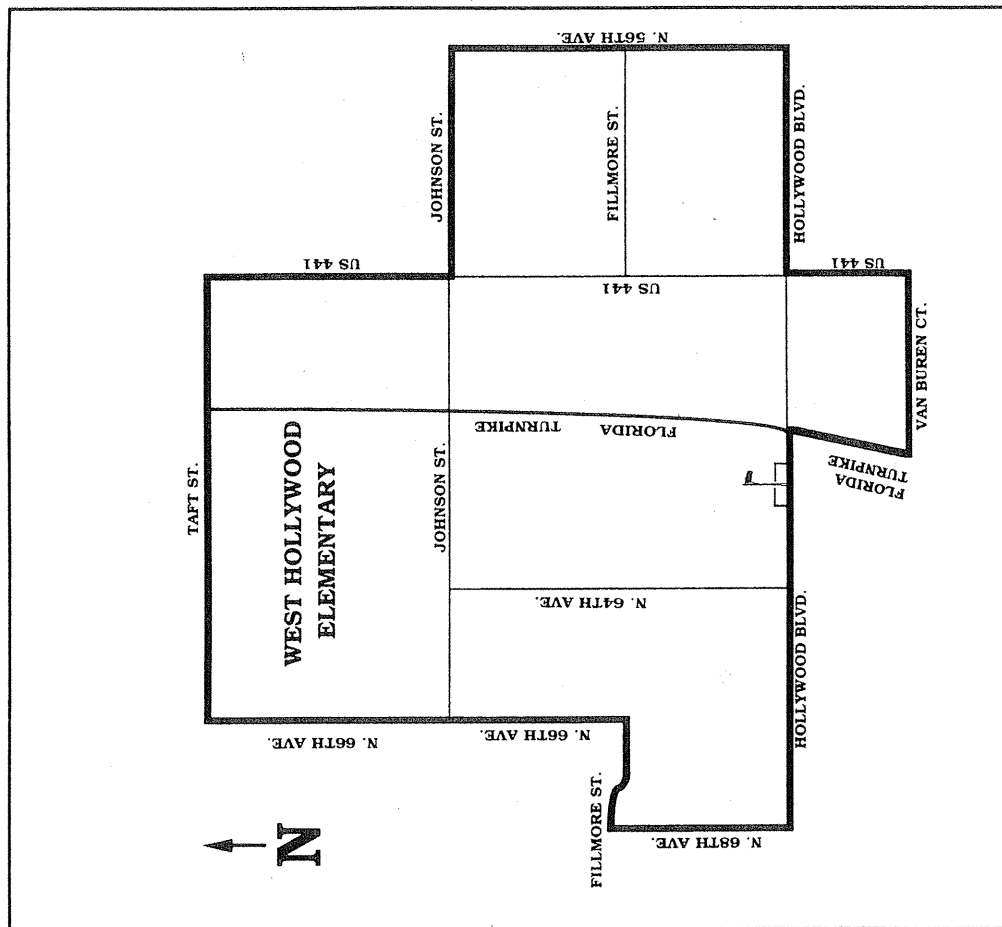 N. 56TH AVE.
JOHNSON ST.
FILLMORE ST.
HOLLYWOOD BLVD.
US 441
US 441
US 441
TAFT ST.
WEST HOLLYWOOD
ELEMENTARY
JOHNSON ST.
FLORIDA
TURNPIKE
FLORIDA
TURNPIKE
VAN BUREN CT.
N. 64TH AVE.
HOLLYWOOD BLVD.
N. 66TH AVE.
N. 66TH AVE.
FILLMORE ST.
N. 68TH AVE.
N